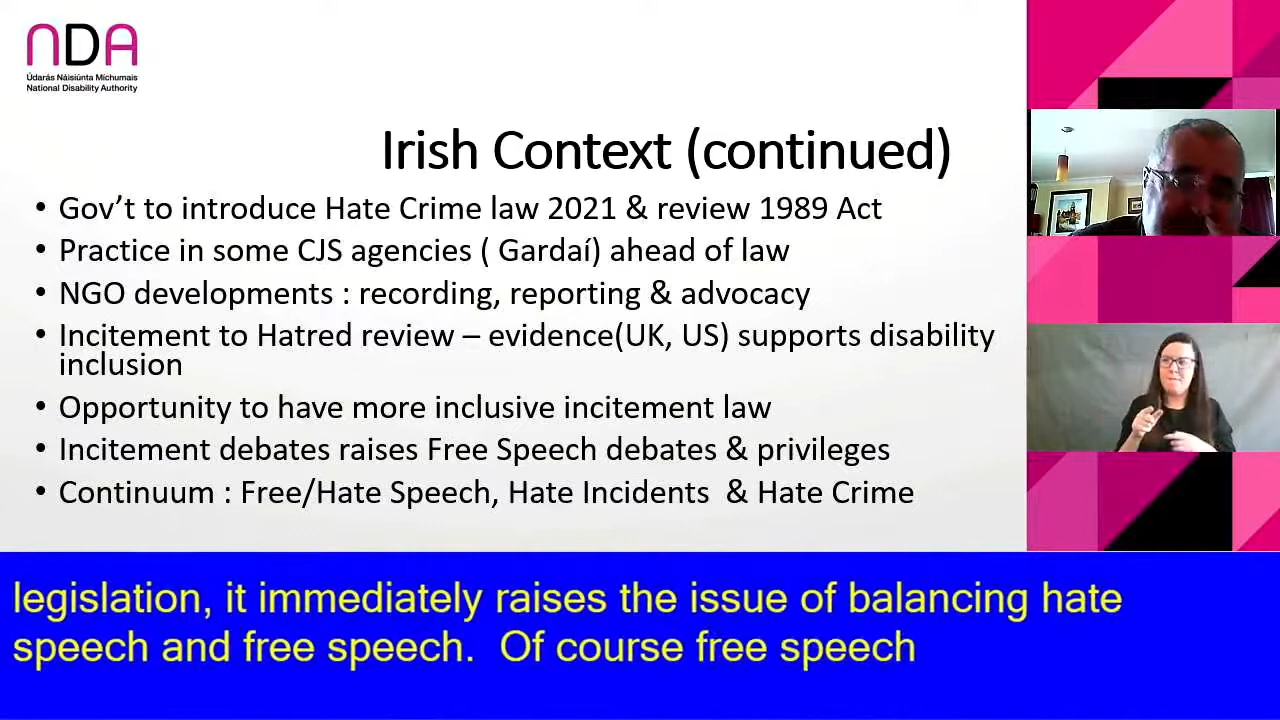 NDA
Údarás Náisiúnta Míchumais
National Disability Authority
Irish Context (continued)
• Gov’t to introduce Hate Crime law 2021 & review 1989 Act
• Practice in some CJS agencies ( Gardaí) ahead of law
• NGO developments : recording, reporting & advocacy
• Incitement to Hatred review – evidence(UK, US) supports disability
inclusion
• Opportunity to have more inclusive incitement law
• Incitement debates raises Free Speech debates & privileges
• Continuum : Free/Hate Speech, Hate Incidents & Hate Crime
legislation, it immediately raises the issue of balancing hate
speech and free speech. Of course free speech